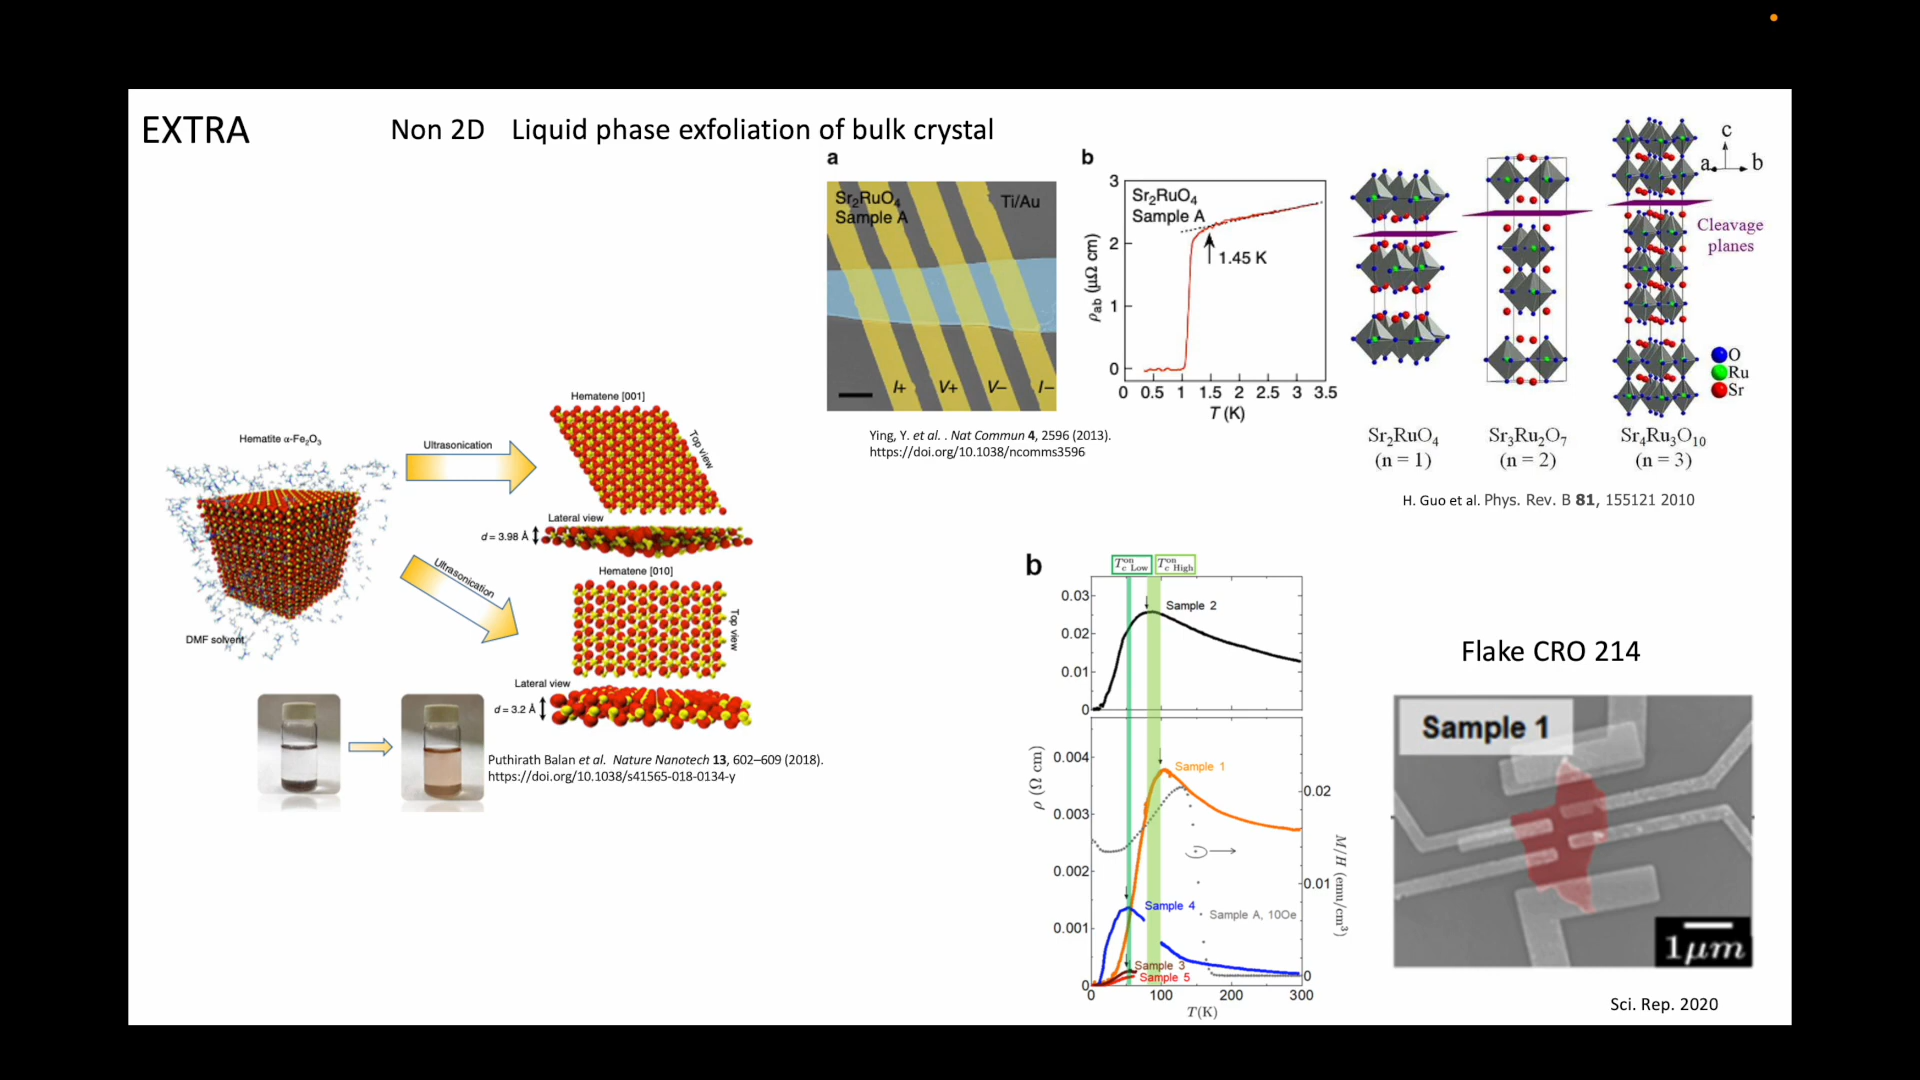 EXTRA
Non 2D Liquid phase exfoliation of bulk crystal
a
Sr₂RuO₄
Sample A
Ti/Au
I+ V+ V– I–
b
Sr₂RuO₄
Sample A
1.45 K
3
2
1
0
ρab (μΩ cm)
0 0.5 1 1.5 2 2.5 3 3.5
T (K)
Ying, Y. et al. . Nat Commun 4, 2596 (2013).
https://doi.org/10.1038/ncomms3596
c
a b
Cleavage
planes
O
Ru
Sr
Sr₂RuO₄
(n = 1)
Sr₃Ru₂O₇
(n = 2)
Sr₄Ru₃O₁₀
(n = 3)
H. Guo et al. Phys. Rev. B 81, 155121 2010
Hematite α-Fe₂O₃
DMF solvent
Ultrasonication
Ultrasonication
Hematene [001]
Top view
Lateral view
d = 3.98 Å
Hematene [010]
Top view
Lateral view
d = 3.2 Å
Puthirath Balan et al. Nature Nanotech 13, 602–609 (2018).
https://doi.org/10.1038/s41565-018-0134-y
b
Tc Low on
Tc High on
0.03
0.02
0.01
0
Sample 2
0.004
0.003
0.002
0.001
0
ρ (Ω cm)
Sample 1
Sample 4
Sample A, 10Oe
Sample 3
Sample 5
0.02
0.01
0
M/H (emu/cm³)
0 100 200 300
T(K)
Flake CRO 214
Sample 1
1μm
Sci. Rep. 2020